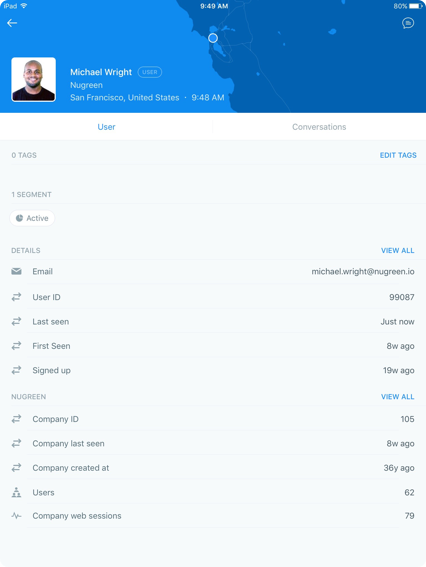 iPad 9:49 AM 80%
Michael Wright USER
Nugreen
San Francisco, United States · 9:48 AM
User Conversations
0 TAGS EDIT TAGS
1 SEGMENT
Active
DETAILS VIEW ALL
Email michael.wright@nugreen.io
User ID 99087
Last seen Just now
First Seen 8w ago
Signed up 19w ago
NUGREEN VIEW ALL
Company ID 105
Company last seen 8w ago
Company created at 36y ago
Users 62
Company web sessions 79